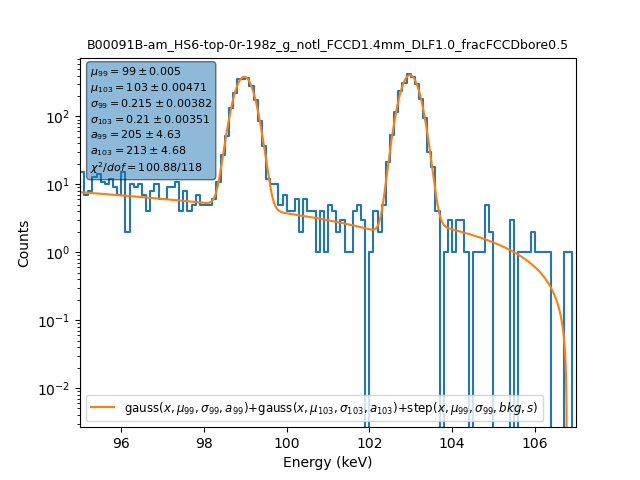 B00091B-am_HS6-top-0r-198z_g_notl_FCCD1.4mm_DLF1.0_fracFCCDbore0.5
μ₉₉ = 99 ± 0.005
μ₁₀₃ = 103 ± 0.00471
σ₉₉ = 0.215 ± 0.00382
σ₁₀₃ = 0.21 ± 0.00351
a₉₉ = 205 ± 4.63
a₁₀₃ = 213 ± 4.68
χ²/dof = 100.88/118
Counts
10²
10¹
10⁰
10⁻¹
10⁻²
gauss(x, μ₉₉, σ₉₉, a₉₉)+gauss(x, μ₁₀₃, σ₁₀₃, a₁₀₃)+step(x, μ₉₉, σ₉₉, bkg, s)
96 98 100 102 104 106
Energy (keV)